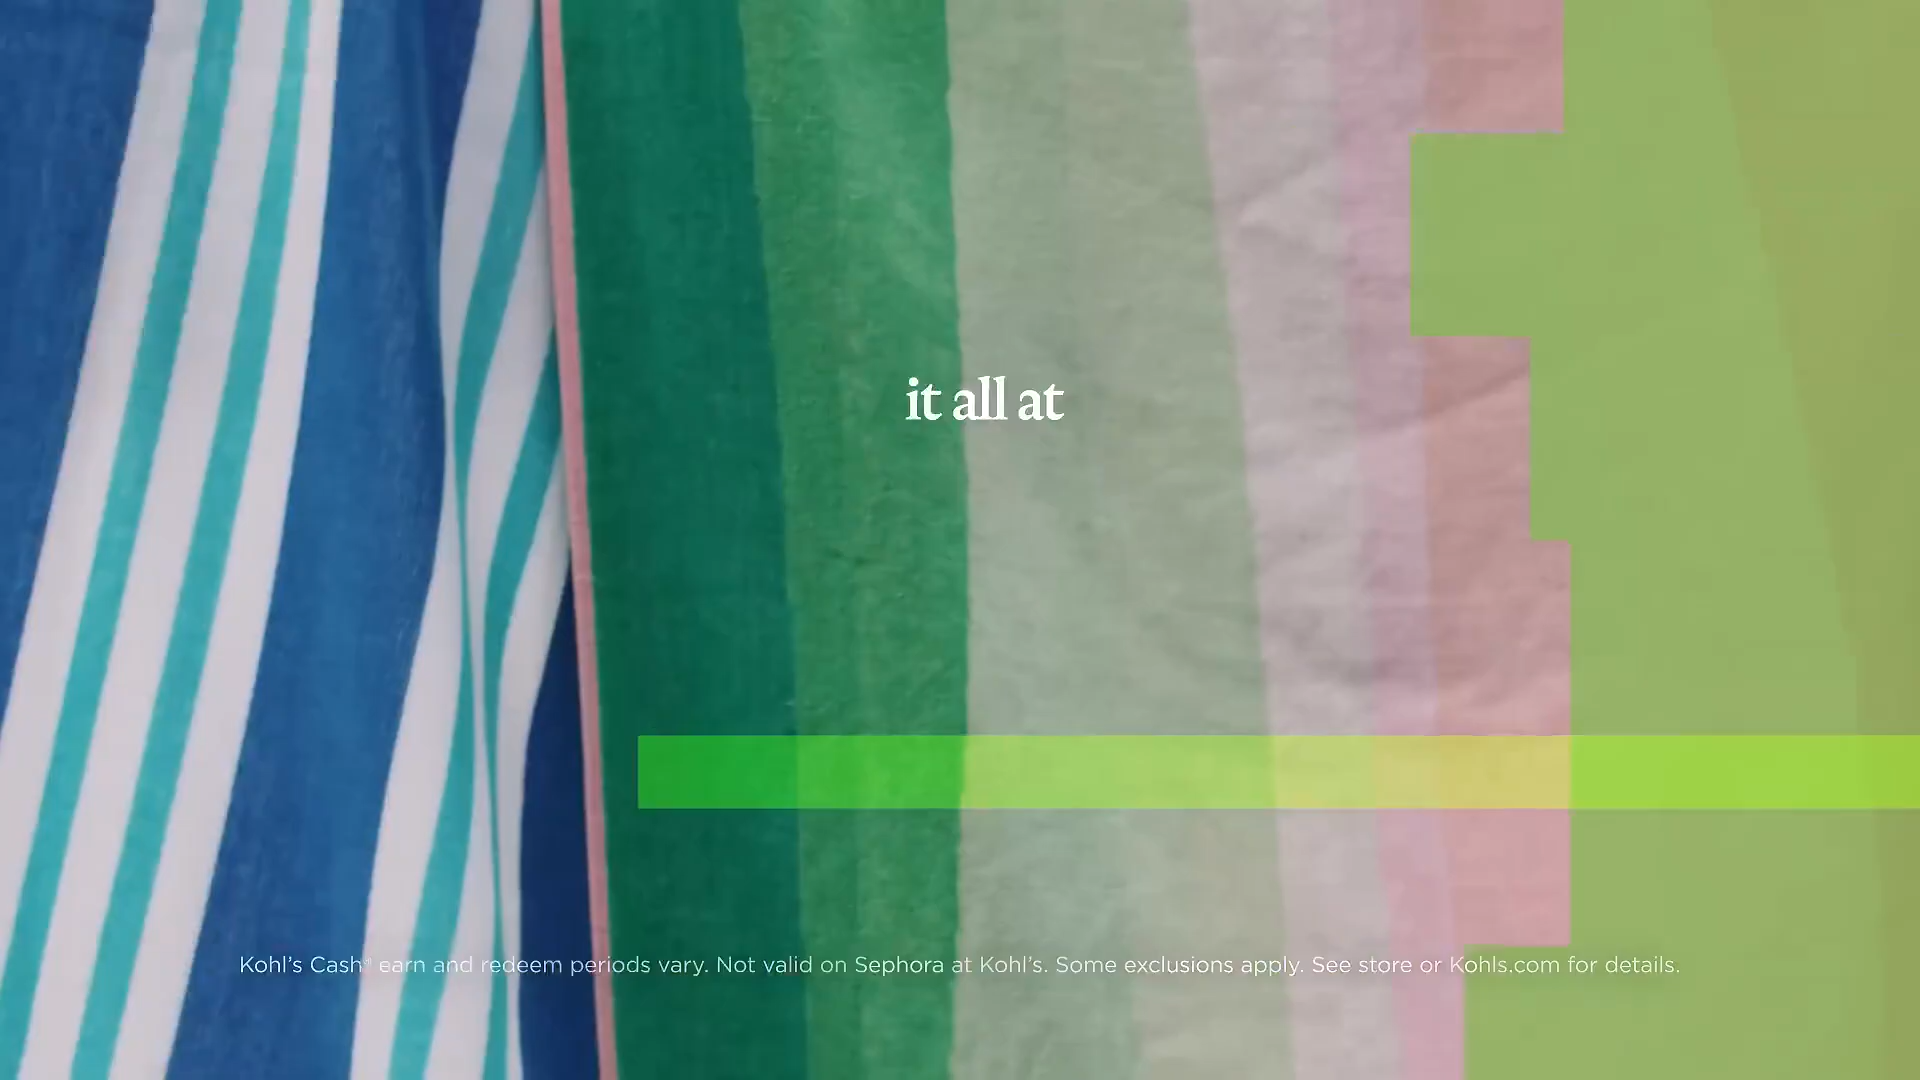 it all at
Kohl's Cash® earn and redeem periods vary. Not valid on Sephora at Kohl's. Some exclusions apply. See store or Kohls.com for details.